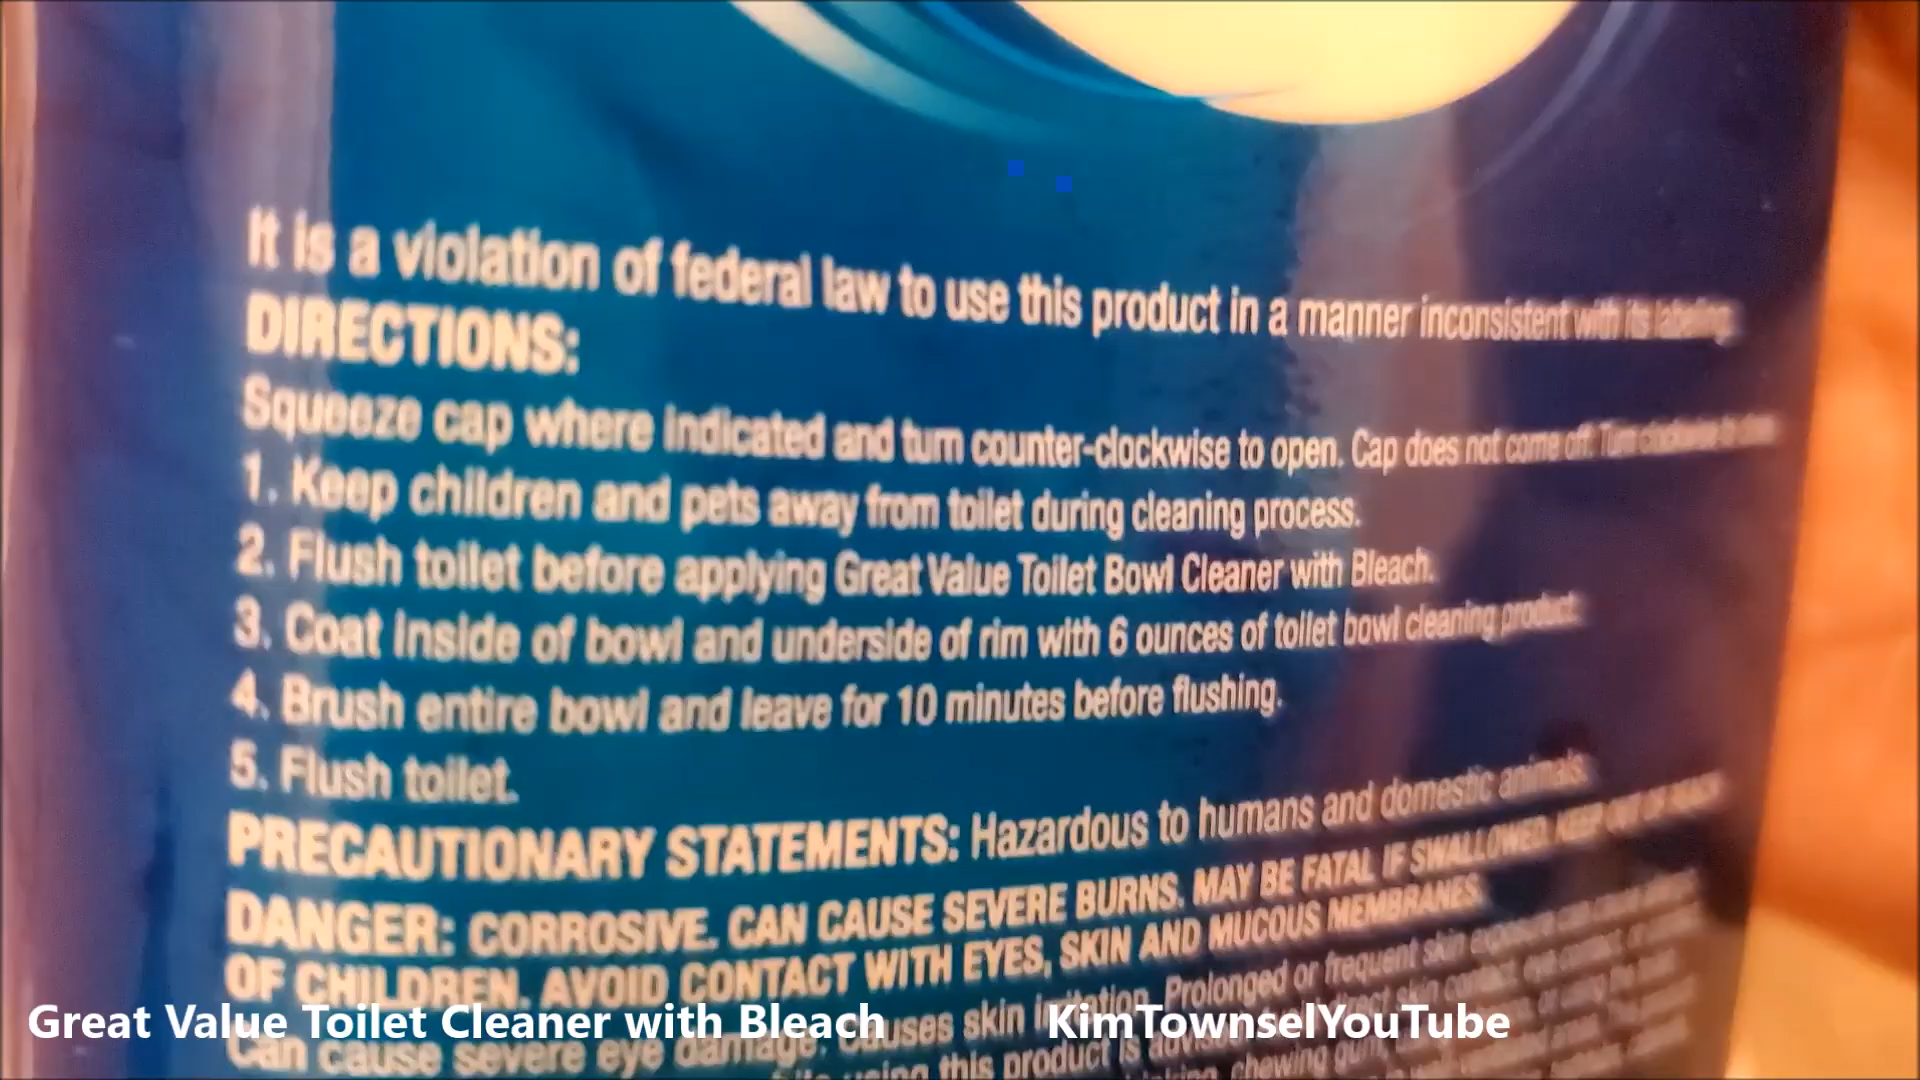 It is a violation of federal law to use this product in a manner inconsistent with its labeling.
DIRECTIONS:
Squeeze cap where indicated and turn counter-clockwise to open. Cap does not come off. Turn clockwise to close.
1. Keep children and pets away from toilet during cleaning process.
2. Flush toilet before applying Great Value Toilet Bowl Cleaner with Bleach.
3. Coat inside of bowl and underside of rim with 6 ounces of toilet bowl cleaning product.
4. Brush entire bowl and leave for 10 minutes before flushing.
5. Flush toilet.
PRECAUTIONARY STATEMENTS: Hazardous to humans and domestic animals.
DANGER: CORROSIVE. CAN CAUSE SEVERE BURNS. MAY BE FATAL IF SWALLOWED. KEEP OUT OF REACH
OF CHILDREN. AVOID CONTACT WITH EYES, SKIN AND MUCOUS MEMBRANES.
Can cause severe eye damage. Causes skin irritation. Prolonged or frequent skin exposure
using this product is
chewing gum,
Great Value Toilet Cleaner with Bleach
KimTownselYouTube